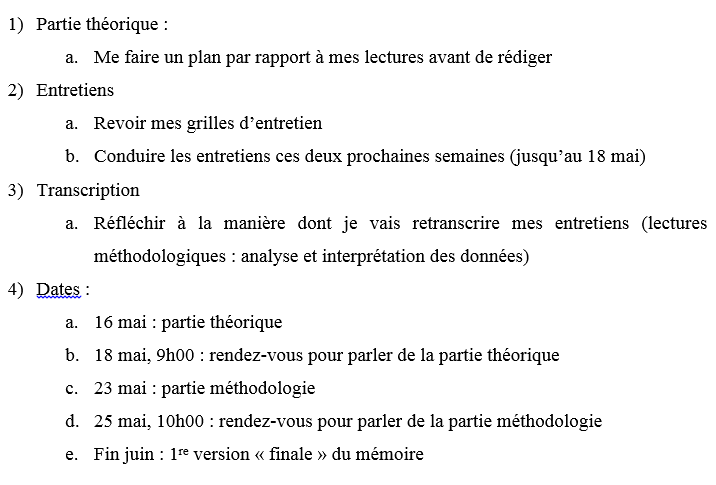 1) Partie théorique :
a. Me faire un plan par rapport à mes lectures avant de rédiger
2) Entretiens
a. Revoir mes grilles d’entretien
b. Conduire les entretiens ces deux prochaines semaines (jusqu’au 18 mai)
3) Transcription
a. Réfléchir à la manière dont je vais retranscrire mes entretiens (lectures
méthodologiques : analyse et interprétation des données)
4) Dates :
a. 16 mai : partie théorique
b. 18 mai, 9h00 : rendez-vous pour parler de la partie théorique
c. 23 mai : partie méthodologie
d. 25 mai, 10h00 : rendez-vous pour parler de la partie méthodologie
e. Fin juin : 1re version « finale » du mémoire